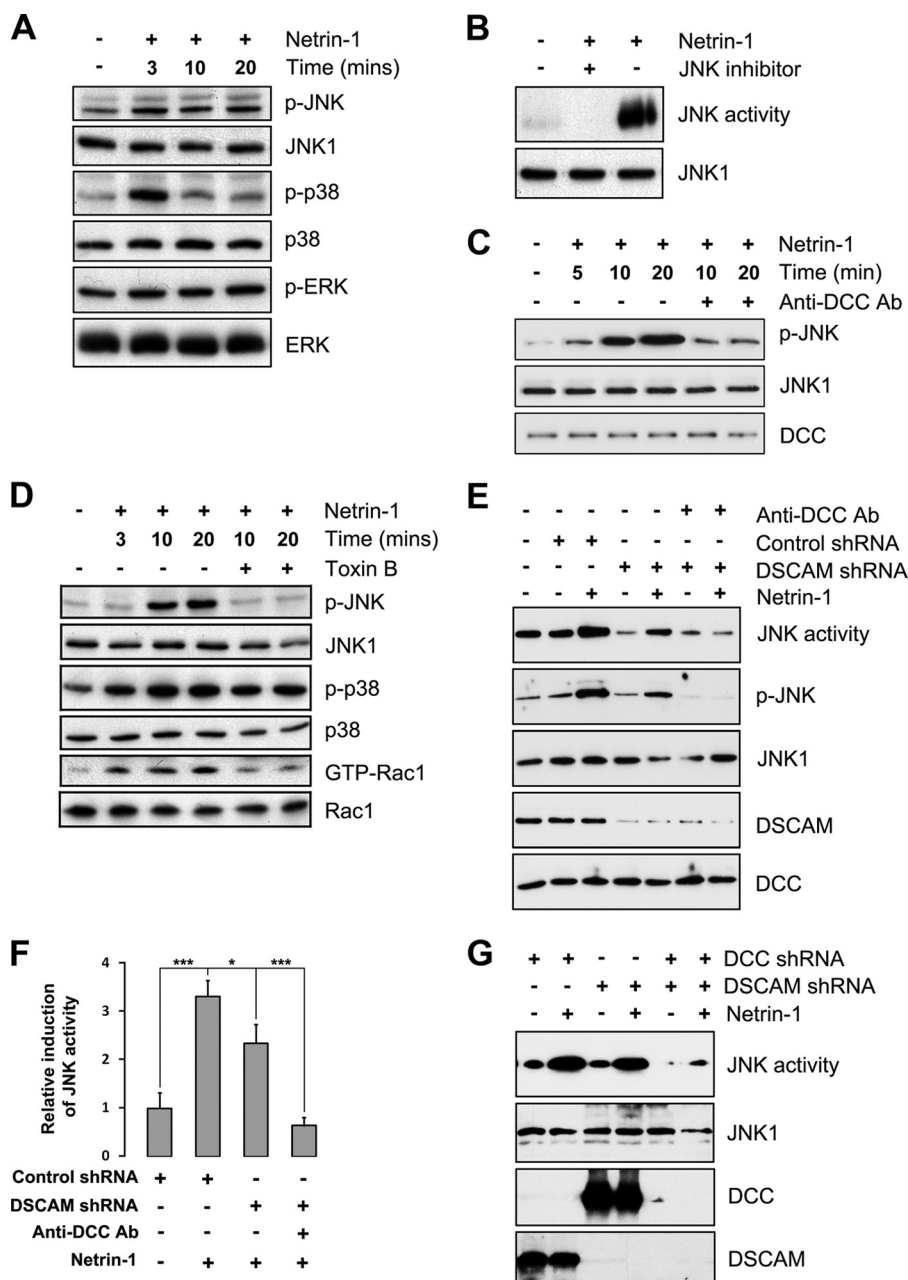 A
- + + + Netrin-1
- 3 10 20 Time (mins)
p-JNK
JNK1
p-p38
p38
p-ERK
ERK
B
- + + Netrin-1
- + - JNK inhibitor
JNK activity
JNK1
C
- + + + + + Netrin-1
- 5 10 20 10 20 Time (min)
- - - - + + Anti-DCC Ab
p-JNK
JNK1
DCC
D
- + + + + + Netrin-1
- 3 10 20 10 20 Time (mins)
- - - - + + Toxin B
p-JNK
JNK1
p-p38
p38
GTP-Rac1
Rac1
E
- - - - - + + Anti-DCC Ab
- + + - - - - Control shRNA
- - - + + + + DSCAM shRNA
- - + - + - + Netrin-1
JNK activity
p-JNK
JNK1
DSCAM
DCC
F
Relative induction
of JNK activity
4
3
2
1
0
*** * ***
Control shRNA + + - -
DSCAM shRNA - - + +
Anti-DCC Ab - - - +
Netrin-1 - + + +
G
+ + - - + + DCC shRNA
- - + + + + DSCAM shRNA
- + - + - + Netrin-1
JNK activity
JNK1
DCC
DSCAM